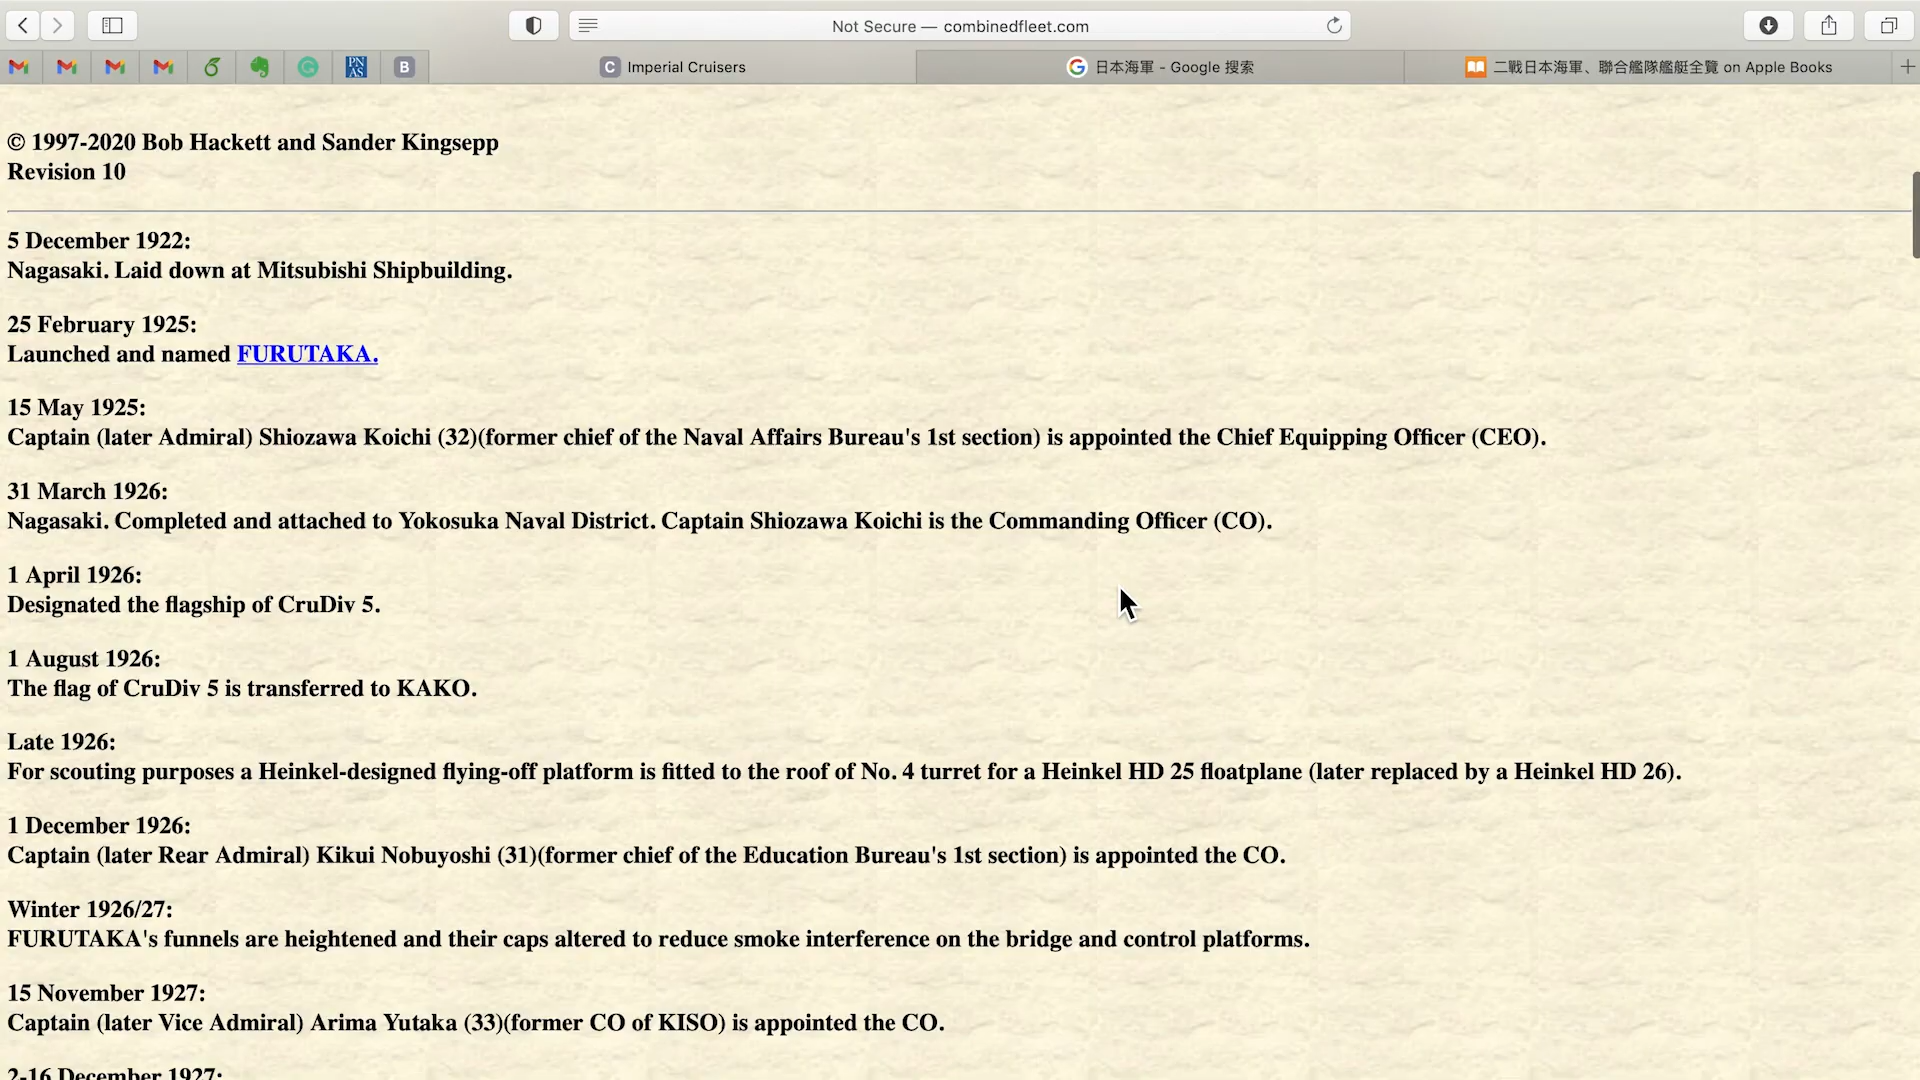 Not Secure — combinedfleet.com
PN
AS
B
C Imperial Cruisers
日本海軍 - Google 搜索
二戰日本海軍、聯合艦隊艦艇全覽 on Apple Books
© 1997-2020 Bob Hackett and Sander Kingsepp
Revision 10
5 December 1922:
Nagasaki. Laid down at Mitsubishi Shipbuilding.
25 February 1925:
Launched and named FURUTAKA.
15 May 1925:
Captain (later Admiral) Shiozawa Koichi (32)(former chief of the Naval Affairs Bureau's 1st section) is appointed the Chief Equipping Officer (CEO).
31 March 1926:
Nagasaki. Completed and attached to Yokosuka Naval District. Captain Shiozawa Koichi is the Commanding Officer (CO).
1 April 1926:
Designated the flagship of CruDiv 5.
1 August 1926:
The flag of CruDiv 5 is transferred to KAKO.
Late 1926:
For scouting purposes a Heinkel-designed flying-off platform is fitted to the roof of No. 4 turret for a Heinkel HD 25 floatplane (later replaced by a Heinkel HD 26).
1 December 1926:
Captain (later Rear Admiral) Kikui Nobuyoshi (31)(former chief of the Education Bureau's 1st section) is appointed the CO.
Winter 1926/27:
FURUTAKA's funnels are heightened and their caps altered to reduce smoke interference on the bridge and control platforms.
15 November 1927:
Captain (later Vice Admiral) Arima Yutaka (33)(former CO of KISO) is appointed the CO.
2-16 December 1927: